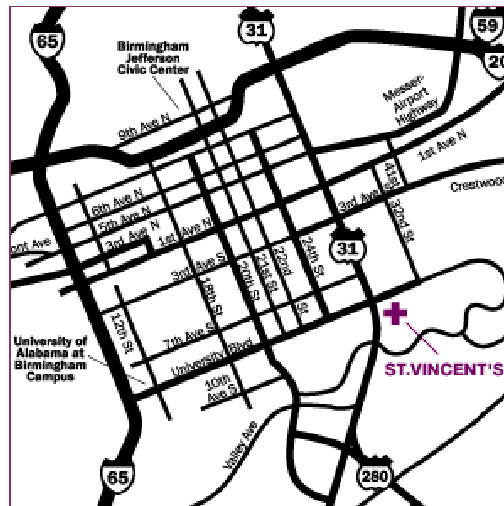 65
31
59
20
Birmingham
Jefferson
Civic Center
Messer-
Airport
Highway
9th Ave N
1st Ave N
41st
Crestwood
6th Ave N
5th Ave N
3rd Ave N
1st Ave N
3rd Ave S
32nd St
ont Ave
3rd Ave S
31
12th St
18th St
20th St
21st St
22nd St
24th St
7th Ave S
University Blvd
University of
Alabama at
Birmingham
Campus
10th
Ave S
ST.VINCENT'S
Valley Ave
65
280